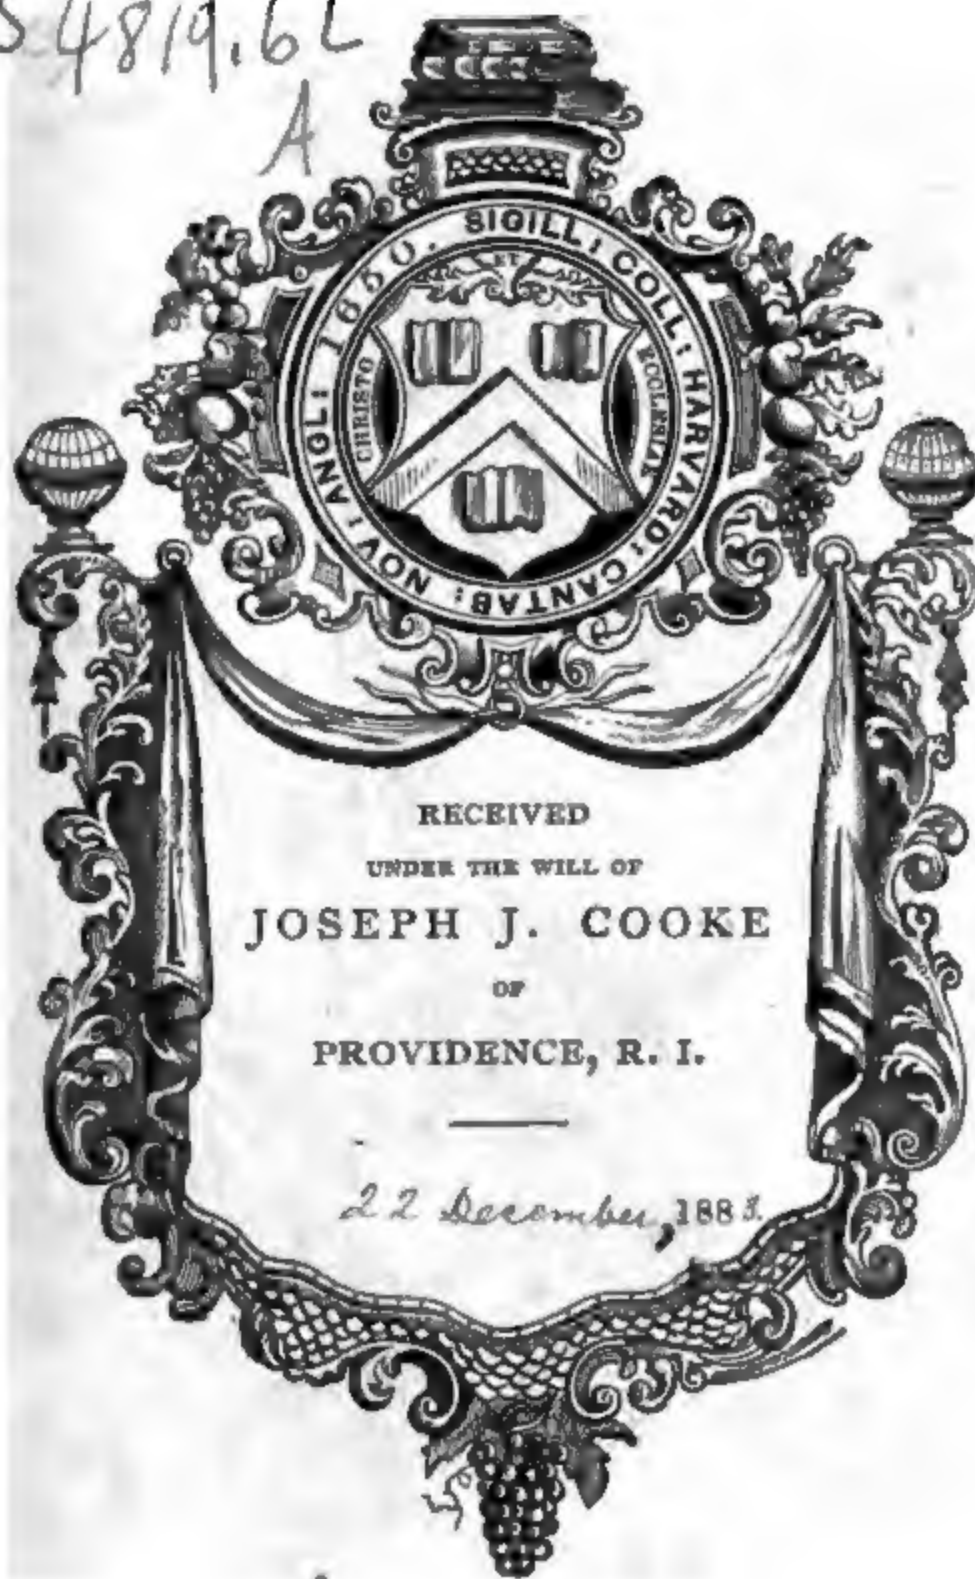 S 4819.6L
A
SIGILL: COLL: HARVARD: CANTAB: NOV: ANGL: 1650.
ET
CHRISTO
ECCLESIAE
RECEIVED
UNDER THE WILL OF
JOSEPH J. COOKE
OF
PROVIDENCE, R. I.
22 December, 1883.